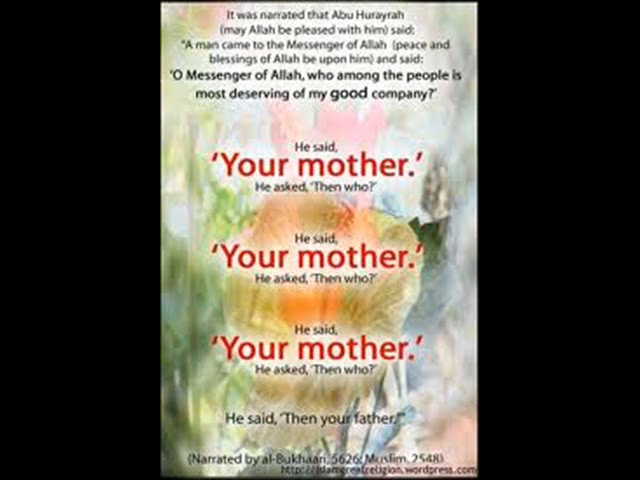 It was narrated that Abu Hurayrah
(may Allah be pleased with him) said:
"A man came to the Messenger of Allah (peace and
blessings of Allah be upon him) and said:
'O Messenger of Allah, who among the people is
most deserving of my good company?'
He said,
'Your mother.'
He asked, 'Then who?'
He said,
'Your mother.'
He asked, 'Then who?'
He said,
'Your mother.'
He asked, 'Then who?'
He said, 'Then your father.'"
(Narrated by al-Bukhaari, 5626; Muslim, 2548)
http://islamgreatreligion.wordpress.com